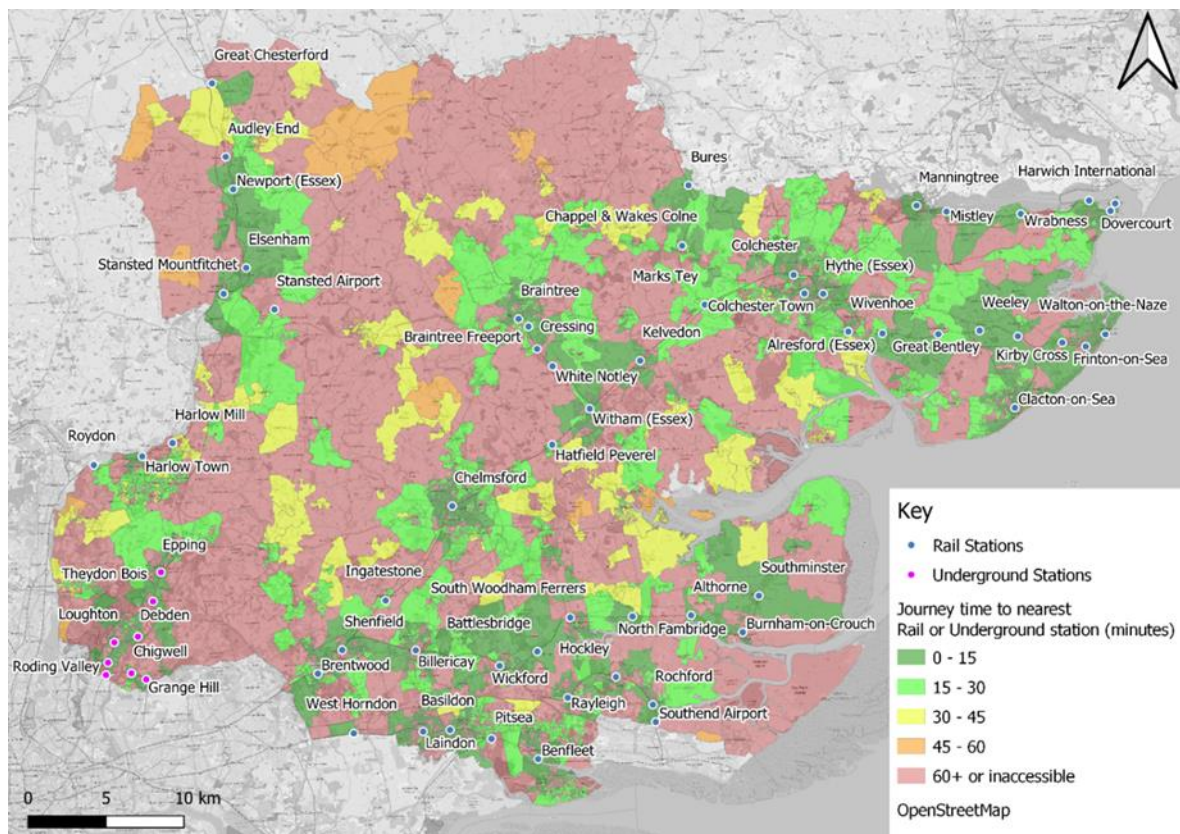 Great Chesterford
Audley End
Newport (Essex)
Bures
Manningtree
Harwich International
Chappel & Wakes Colne
Mistley
Wrabness
Dovercourt
Elsenham
Colchester
Stansted Mountfitchet
Stansted Airport
Marks Tey
Hythe (Essex)
Braintree
Colchester Town
Wivenhoe
Weeley
Walton-on-the-Naze
Braintree Freeport
Cressing
Kelvedon
Alresford (Essex)
Great Bentley
Kirby Cross
Frinton-on-Sea
White Notley
Clacton-on-Sea
Harlow Mill
Witham (Essex)
Roydon
Harlow Town
Hatfield Peverel
Chelmsford
Epping
Theydon Bois
Ingatestone
Southminster
Loughton
Debden
South Woodham Ferrers
Althorne
Shenfield
Battlesbridge
North Fambridge
Burnham-on-Crouch
Chigwell
Roding Valley
Brentwood
Billericay
Hockley
Grange Hill
Wickford
Rochford
West Horndon
Basildon
Rayleigh
Pitsea
Southend Airport
Laindon
Benfleet
Key
Rail Stations
Underground Stations
Journey time to nearest
Rail or Underground station (minutes)
0 - 15
15 - 30
30 - 45
45 - 60
60+ or inaccessible
OpenStreetMap
0 5 10 km